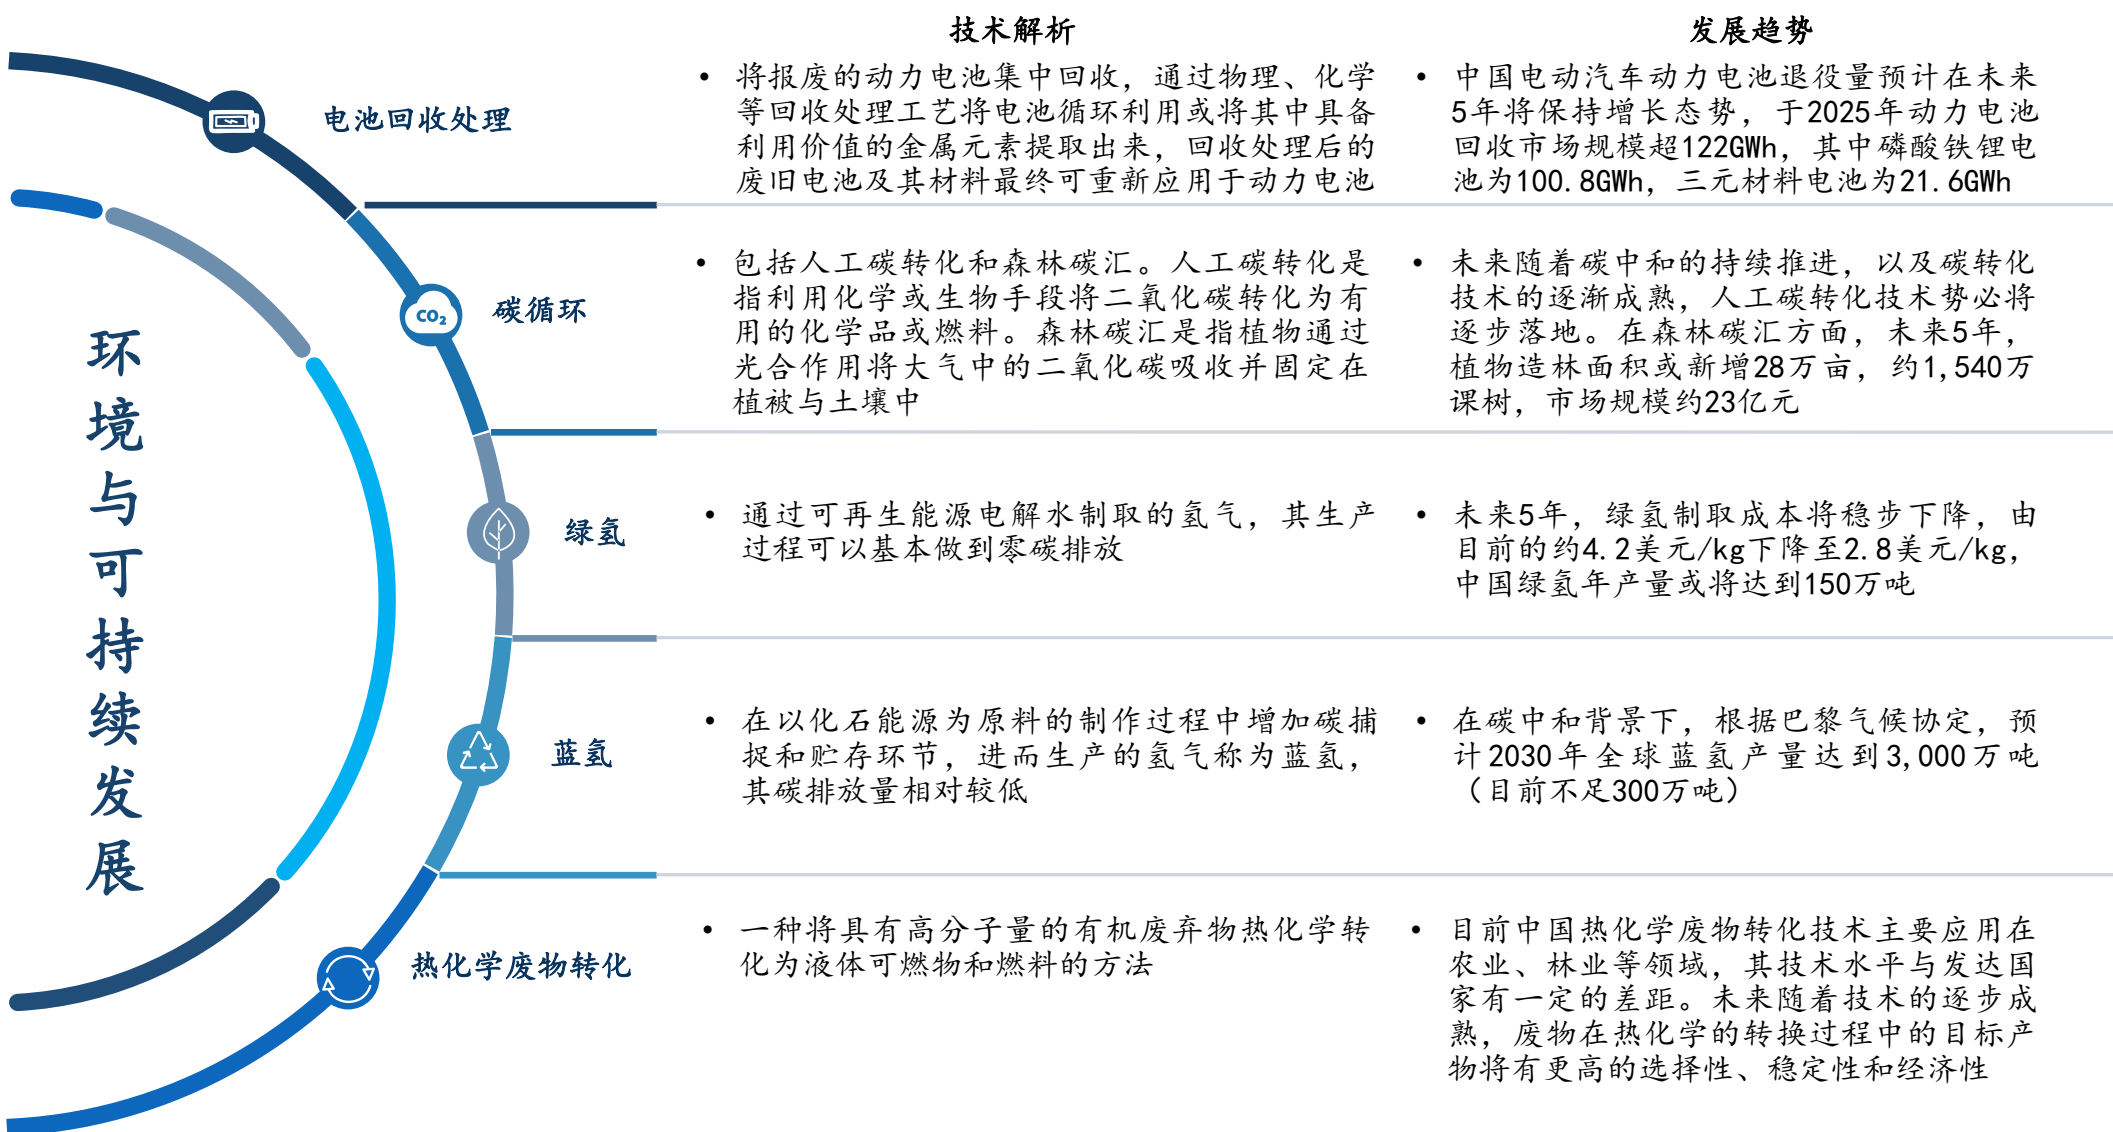 技术解析
发展趋势
环境与可持续发展
电池回收处理
• 将报废的动力电池集中回收，通过物理、化学
等回收处理工艺将电池循环利用或将其中具备
利用价值的金属元素提取出来，回收处理后的
废旧电池及其材料最终可重新应用于动力电池
• 中国电动汽车动力电池退役量预计在未来
5年将保持增长态势，于2025年动力电池
回收市场规模超122GWh，其中磷酸铁锂电
池为100.8GWh，三元材料电池为21.6GWh
CO₂
碳循环
• 包括人工碳转化和森林碳汇。人工碳转化是
指利用化学或生物手段将二氧化碳转化为有
用的化学品或燃料。森林碳汇是指植物通过
光合作用将大气中的二氧化碳吸收并固定在
植被与土壤中
• 未来随着碳中和的持续推进，以及碳转化
技术的逐渐成熟，人工碳转化技术势必将
逐步落地。在森林碳汇方面，未来5年，
植物造林面积或新增28万亩，约1,540万
课树，市场规模约23亿元
绿氢
• 通过可再生能源电解水制取的氢气，其生产
过程可以基本做到零碳排放
• 未来5年，绿氢制取成本将稳步下降，由
目前的约4.2美元/kg下降至2.8美元/kg，
中国绿氢年产量或将达到150万吨
蓝氢
• 在以化石能源为原料的制作过程中增加碳捕
捉和贮存环节，进而生产的氢气称为蓝氢，
其碳排放量相对较低
• 在碳中和背景下，根据巴黎气候协定，预
计2030年全球蓝氢产量达到3,000万吨
（目前不足300万吨）
热化学废物转化
• 一种将具有高分子量的有机废弃物热化学转
化为液体可燃物和燃料的方法
• 目前中国热化学废物转化技术主要应用在
农业、林业等领域，其技术水平与发达国
家有一定的差距。未来随着技术的逐步成
熟，废物在热化学的转换过程中的目标产
物将有更高的选择性、稳定性和经济性